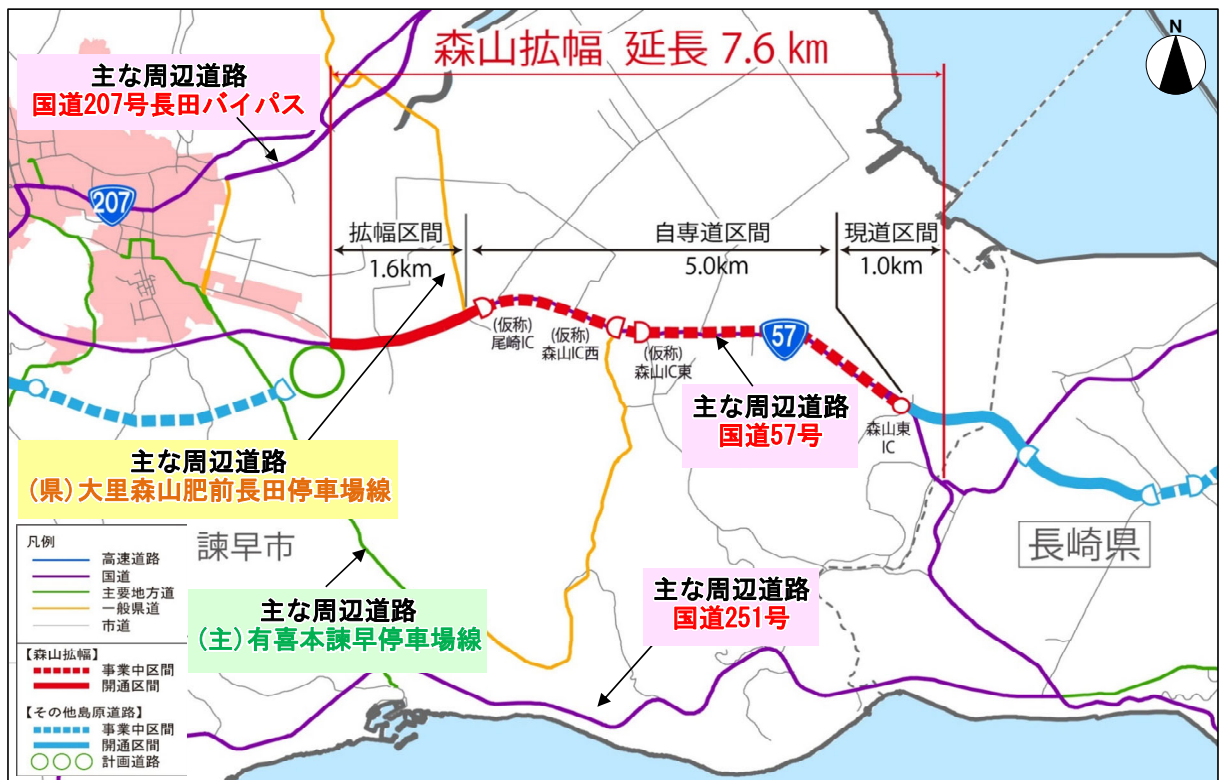 森山拡幅 延長 7.6 km
N
主な周辺道路
国道207号長田バイパス
207
拡幅区間
1.6km
自専道区間
5.0km
現道区間
1.0km
(仮称)
尾崎IC
(仮称)
森山IC西
(仮称)
森山IC東
57
主な周辺道路
国道57号
森山東
IC
主な周辺道路
(県)大里森山肥前長田停車場線
諫早市
長崎県
主な周辺道路
(主)有喜本諫早停車場線
主な周辺道路
国道251号
凡例
高速道路
国道
主要地方道
一般県道
市道
【森山拡幅】
事業中区間
開通区間
【その他島原道路】
事業中区間
開通区間
計画道路